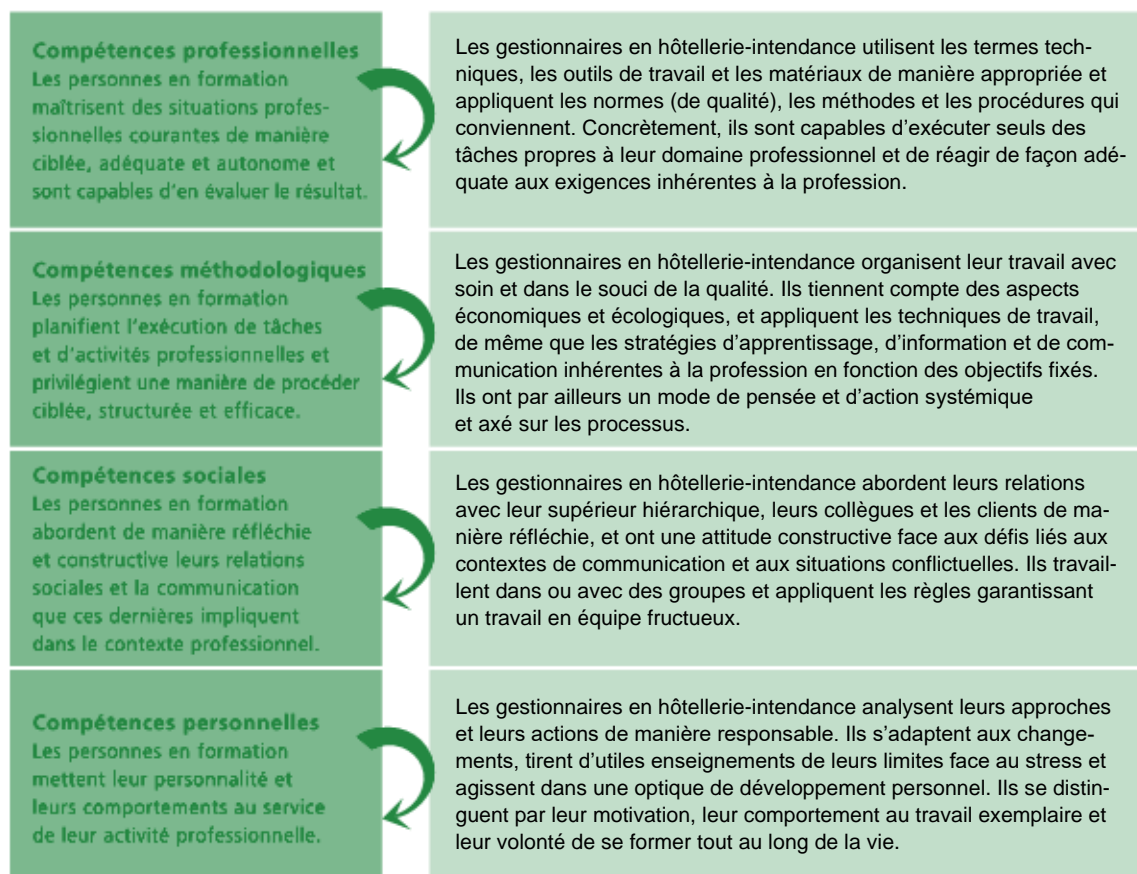 Compétences professionnelles
Les personnes en formation
maîtrisent des situations profes-
sionnelles courantes de manière
ciblée, adéquate et autonome et
sont capables d'en évaluer le résultat.
Les gestionnaires en hôtellerie-intendance utilisent les termes tech-
niques, les outils de travail et les matériaux de manière appropriée et
appliquent les normes (de qualité), les méthodes et les procédures qui
conviennent. Concrètement, ils sont capables d'exécuter seuls des
tâches propres à leur domaine professionnel et de réagir de façon adé-
quate aux exigences inhérentes à la profession.
Compétences méthodologiques
Les personnes en formation
planifient l'exécution de tâches
et d'activités professionnelles et
privilégient une manière de procéder
ciblée, structurée et efficace.
Les gestionnaires en hôtellerie-intendance organisent leur travail avec
soin et dans le souci de la qualité. Ils tiennent compte des aspects
économiques et écologiques, et appliquent les techniques de travail,
de même que les stratégies d'apprentissage, d'information et de com-
munication inhérentes à la profession en fonction des objectifs fixés.
Ils ont par ailleurs un mode de pensée et d'action systémique
et axé sur les processus.
Compétences sociales
Les personnes en formation
abordent de manière réfléchie
et constructive leurs relations
sociales et la communication
que ces dernières impliquent
dans le contexte professionnel.
Les gestionnaires en hôtellerie-intendance abordent leurs relations
avec leur supérieur hiérarchique, leurs collègues et les clients de ma-
nière réfléchie, et ont une attitude constructive face aux défis liés aux
contextes de communication et aux situations conflictuelles. Ils travail-
lent dans ou avec des groupes et appliquent les règles garantissant
un travail en équipe fructueux.
Compétences personnelles
Les personnes en formation
mettent leur personnalité et
leurs comportements au service
de leur activité professionnelle.
Les gestionnaires en hôtellerie-intendance analysent leurs approches
et leurs actions de manière responsable. Ils s'adaptent aux change-
ments, tirent d'utiles enseignements de leurs limites face au stress et
agissent dans une optique de développement personnel. Ils se distin-
guent par leur motivation, leur comportement au travail exemplaire et
leur volonté de se former tout au long de la vie.